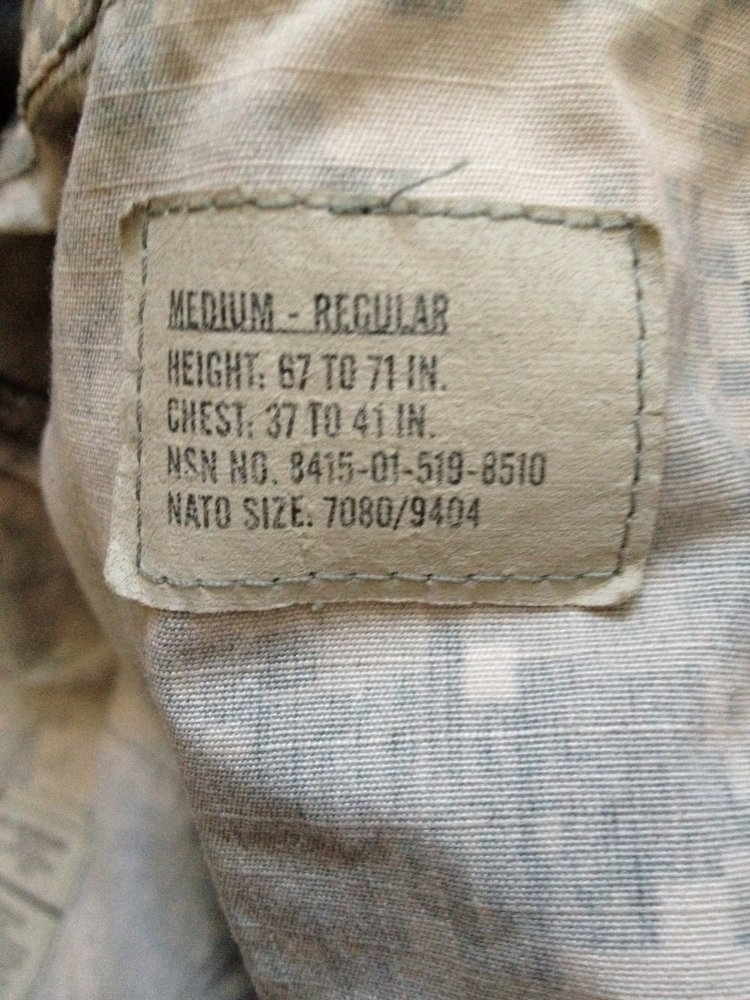 MEDIUM - REGULAR
HEIGHT: 67 TO 71 IN.
CHEST: 37 TO 41 IN.
NSN NO. 8415-01-519-8510
NATO SIZE: 7080/9404